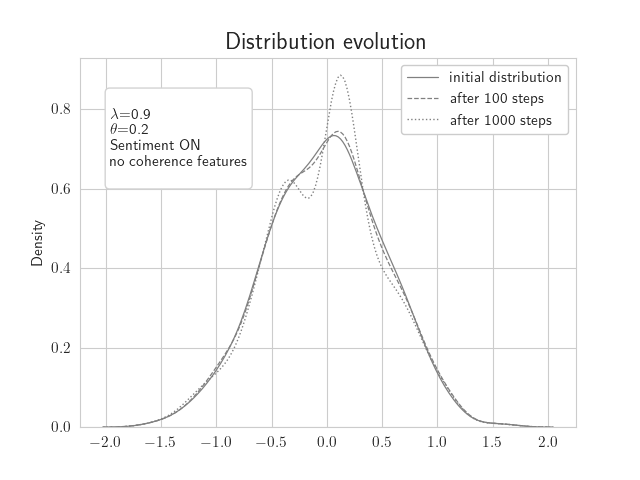 Distribution evolution
λ=0.9
θ=0.2
Sentiment ON
no coherence features
initial distribution
after 100 steps
after 1000 steps
Density
0.8
0.6
0.4
0.2
0.0
−2.0 −1.5 −1.0 −0.5 0.0 0.5 1.0 1.5 2.0